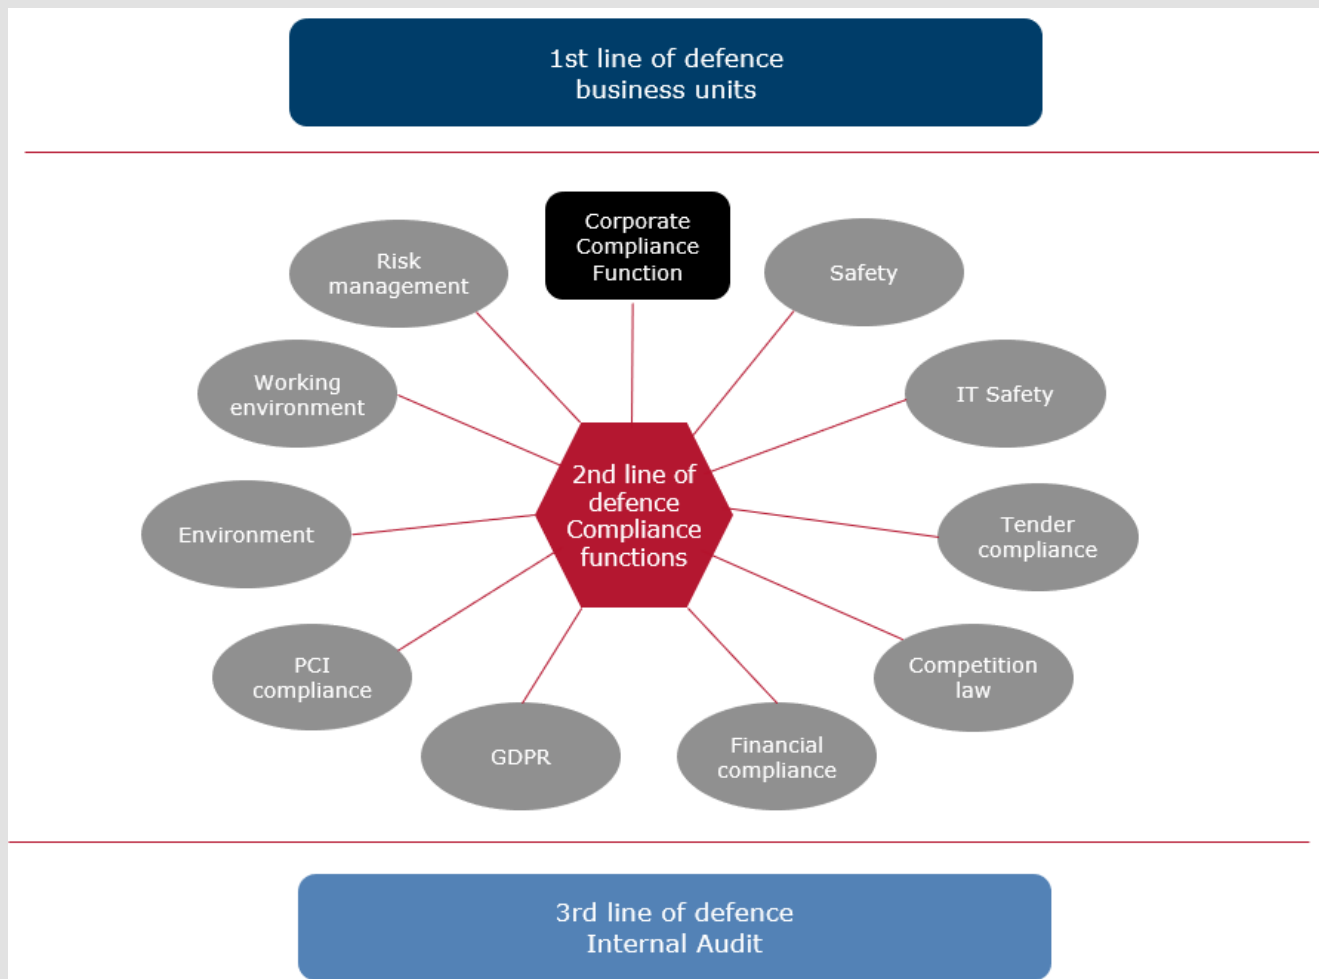 1st line of defence
business units
Corporate
Compliance
Function
Risk
management
Safety
Working
environment
IT Safety
2nd line of
defence
Compliance
functions
Environment
Tender
compliance
PCI
compliance
Competition
law
GDPR
Financial
compliance
3rd line of defence
Internal Audit